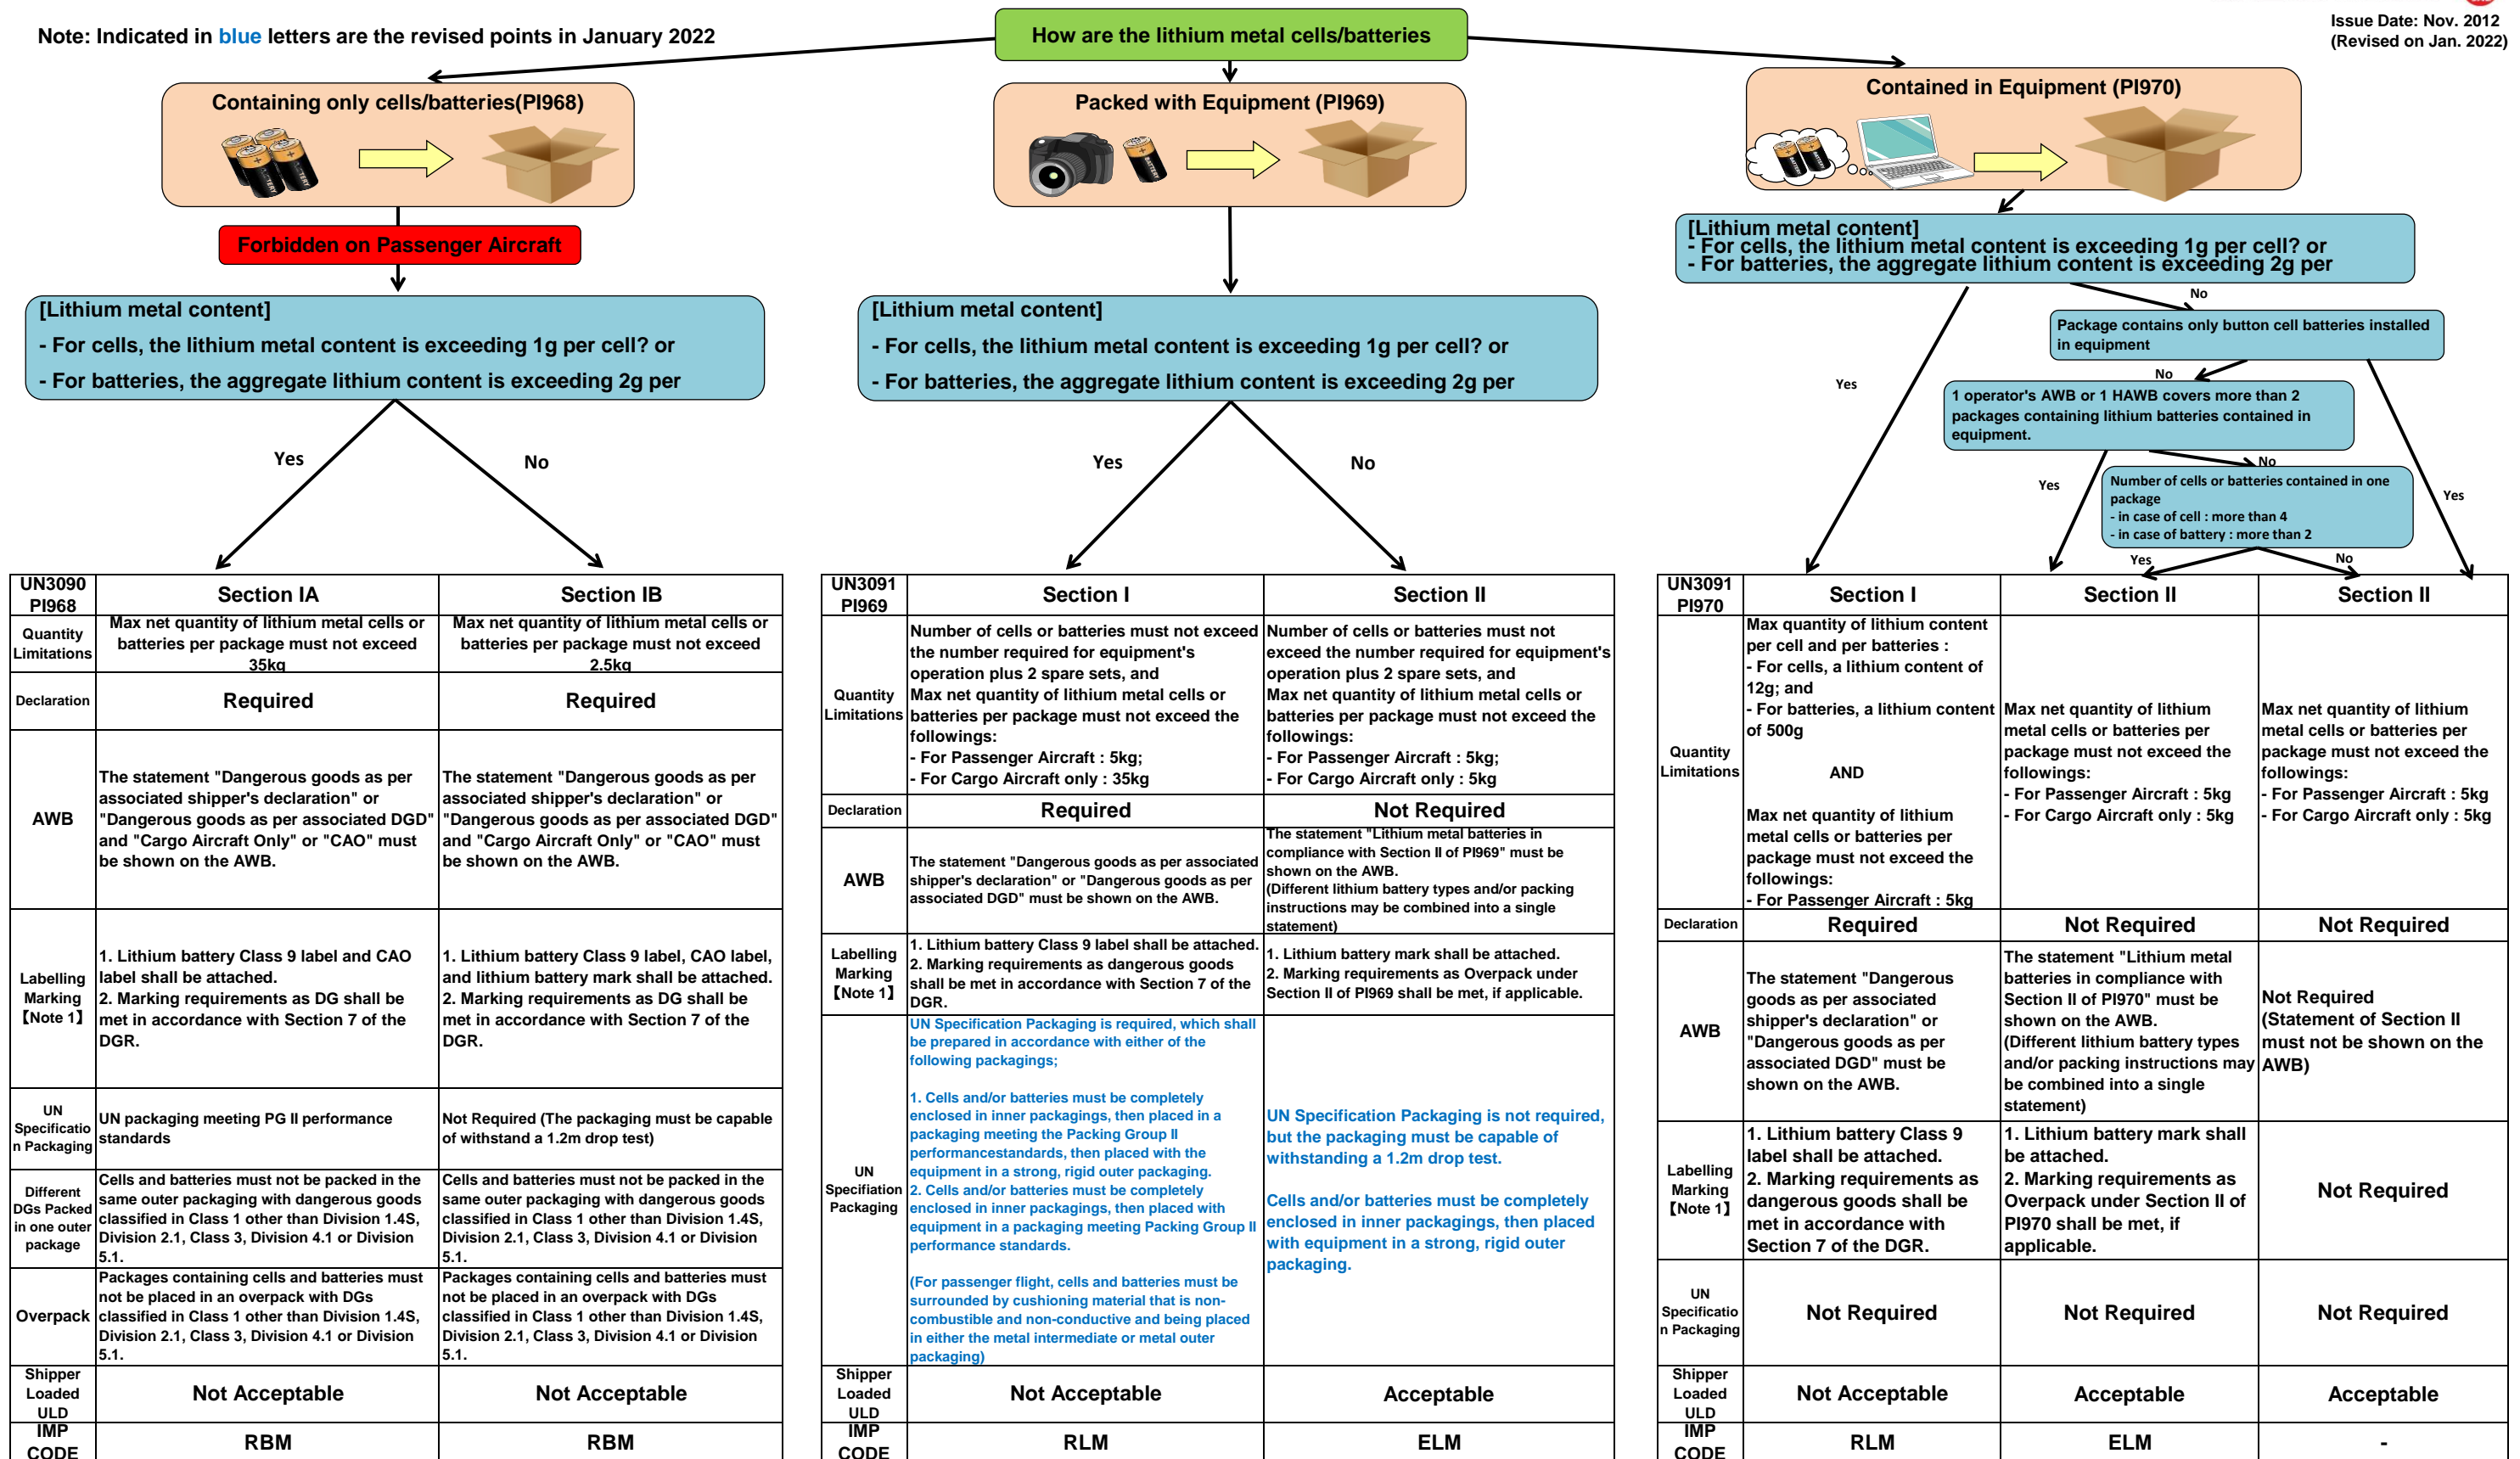 Note: Indicated in blue letters are the revised points in January 2022
How are the lithium metal cells/batteries
Issue Date: Nov. 2012
(Revised on Jan. 2022)
Containing only cells/batteries(PI968)
Forbidden on Passenger Aircraft
[Lithium metal content]
- For cells, the lithium metal content is exceeding 1g per cell? or
- For batteries, the aggregate lithium content is exceeding 2g per
Yes
No
Packed with Equipment (PI969)
[Lithium metal content]
- For cells, the lithium metal content is exceeding 1g per cell? or
- For batteries, the aggregate lithium content is exceeding 2g per
Yes
No
Contained in Equipment (PI970)
[Lithium metal content]
- For cells, the lithium metal content is exceeding 1g per cell? or
- For batteries, the aggregate lithium content is exceeding 2g per
No
Package contains only button cell batteries installed
in equipment
Yes
No
1 operator's AWB or 1 HAWB covers more than 2
packages containing lithium batteries contained in
equipment.
No
Yes
Number of cells or batteries contained in one
package
- in case of cell : more than 4
- in case of battery : more than 2
Yes
Yes
No
UN3090
PI968
Section IA
Section IB
Quantity
Limitations
Max net quantity of lithium metal cells or
batteries per package must not exceed
35kg
Max net quantity of lithium metal cells or
batteries per package must not exceed
2.5kg
Declaration
Required
Required
AWB
The statement "Dangerous goods as per
associated shipper's declaration" or
"Dangerous goods as per associated DGD"
and "Cargo Aircraft Only" or "CAO" must
be shown on the AWB.
The statement "Dangerous goods as per
associated shipper's declaration" or
"Dangerous goods as per associated DGD"
and "Cargo Aircraft Only" or "CAO" must
be shown on the AWB.
Labelling
Marking
【Note 1】
1. Lithium battery Class 9 label and CAO
label shall be attached.
2. Marking requirements as DG shall be
met in accordance with Section 7 of the
DGR.
1. Lithium battery Class 9 label, CAO label,
and lithium battery mark shall be attached.
2. Marking requirements as DG shall be
met in accordance with Section 7 of the
DGR.
UN
Specificatio
n Packaging
UN packaging meeting PG II performance
standards
Not Required (The packaging must be capable
of withstand a 1.2m drop test)
Different
DGs Packed
in one outer
package
Cells and batteries must not be packed in the
same outer packaging with dangerous goods
classified in Class 1 other than Division 1.4S,
Division 2.1, Class 3, Division 4.1 or Division
5.1.
Cells and batteries must not be packed in the
same outer packaging with dangerous goods
classified in Class 1 other than Division 1.4S,
Division 2.1, Class 3, Division 4.1 or Division
5.1.
Overpack
Packages containing cells and batteries must
not be placed in an overpack with DGs
classified in Class 1 other than Division 1.4S,
Division 2.1, Class 3, Division 4.1 or Division
5.1.
Packages containing cells and batteries must
not be placed in an overpack with DGs
classified in Class 1 other than Division 1.4S,
Division 2.1, Class 3, Division 4.1 or Division
5.1.
Shipper
Loaded
ULD
Not Acceptable
Not Acceptable
IMP
CODE
RBM
RBM
UN3091
PI969
Section I
Section II
Quantity
Limitations
Number of cells or batteries must not exceed
the number required for equipment's
operation plus 2 spare sets, and
Max net quantity of lithium metal cells or
batteries per package must not exceed the
followings:
- For Passenger Aircraft : 5kg;
- For Cargo Aircraft only : 35kg
Number of cells or batteries must not
exceed the number required for equipment's
operation plus 2 spare sets, and
Max net quantity of lithium metal cells or
batteries per package must not exceed the
followings:
- For Passenger Aircraft : 5kg;
- For Cargo Aircraft only : 5kg
Declaration
Required
Not Required
AWB
The statement "Dangerous goods as per associated
shipper's declaration" or "Dangerous goods as per
associated DGD" must be shown on the AWB.
The statement "Lithium metal batteries in
compliance with Section II of PI969" must be
shown on the AWB.
(Different lithium battery types and/or packing
instructions may be combined into a single
statement)
Labelling
Marking
【Note 1】
1. Lithium battery Class 9 label shall be attached.
2. Marking requirements as dangerous goods
shall be met in accordance with Section 7 of the
DGR.
1. Lithium battery mark shall be attached.
2. Marking requirements as Overpack under
Section II of PI969 shall be met, if applicable.
UN
Specifiation
Packaging
UN Specification Packaging is required, which shall
be prepared in accordance with either of the
following packagings;
1. Cells and/or batteries must be completely
enclosed in inner packagings, then placed in a
packaging meeting the Packing Group II
performancestandards, then placed with the
equipment in a strong, rigid outer packaging.
2. Cells and/or batteries must be completely
enclosed in inner packagings, then placed with
equipment in a packaging meeting Packing Group II
performance standards.
(For passenger flight, cells and batteries must be
surrounded by cushioning material that is non-
combustible and non-conductive and being placed
in either the metal intermediate or metal outer
packaging)
UN Specification Packaging is not required,
but the packaging must be capable of
withstanding a 1.2m drop test.
Cells and/or batteries must be completely
enclosed in inner packagings, then placed
with equipment in a strong, rigid outer
packaging.
Shipper
Loaded
ULD
Not Acceptable
Acceptable
IMP
CODE
RLM
ELM
UN3091
PI970
Section I
Section II
Section II
Quantity
Limitations
Max quantity of lithium content
per cell and per batteries :
- For cells, a lithium content of
12g; and
- For batteries, a lithium content
of 500g
AND
Max net quantity of lithium
metal cells or batteries per
package must not exceed the
followings:
- For Passenger Aircraft : 5kg
Max net quantity of lithium
metal cells or batteries per
package must not exceed the
followings:
- For Passenger Aircraft : 5kg
- For Cargo Aircraft only : 5kg
Max net quantity of lithium
metal cells or batteries per
package must not exceed the
followings:
- For Passenger Aircraft : 5kg
- For Cargo Aircraft only : 5kg
Declaration
Required
Not Required
Not Required
AWB
The statement "Dangerous
goods as per associated
shipper's declaration" or
"Dangerous goods as per
associated DGD" must be
shown on the AWB.
The statement "Lithium metal
batteries in compliance with
Section II of PI970" must be
shown on the AWB.
(Different lithium battery types
and/or packing instructions may
be combined into a single
statement)
Not Required
(Statement of Section II
must not be shown on the
AWB)
Labelling
Marking
【Note 1】
1. Lithium battery Class 9
label shall be attached.
2. Marking requirements as
dangerous goods shall be
met in accordance with
Section 7 of the DGR.
1. Lithium battery mark shall
be attached.
2. Marking requirements as
Overpack under Section II of
PI970 shall be met, if
applicable.
Not Required
UN
Specificatio
n Packaging
Not Required
Not Required
Not Required
Shipper
Loaded
ULD
Not Acceptable
Acceptable
Acceptable
IMP
CODE
RLM
ELM
-